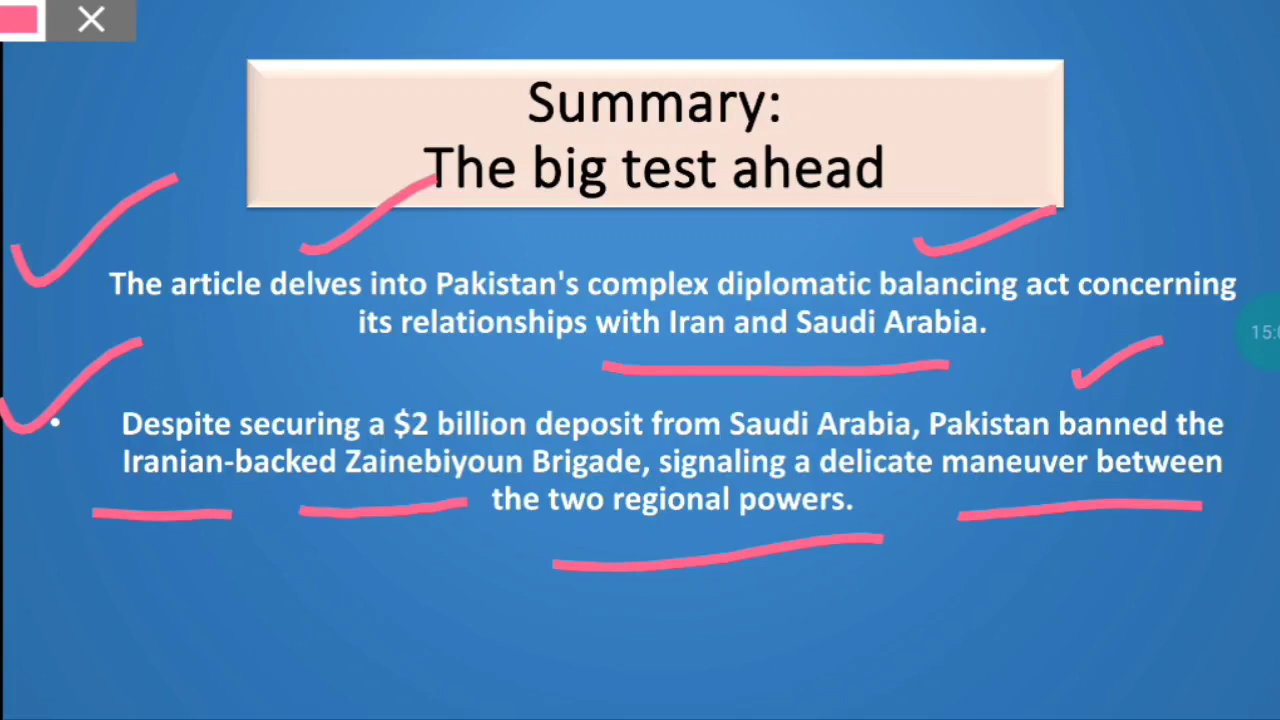 Summary:
The big test ahead
The article delves into Pakistan's complex diplomatic balancing act concerning
its relationships with Iran and Saudi Arabia.
• Despite securing a $2 billion deposit from Saudi Arabia, Pakistan banned the
Iranian-backed Zainebiyoun Brigade, signaling a delicate maneuver between
the two regional powers.